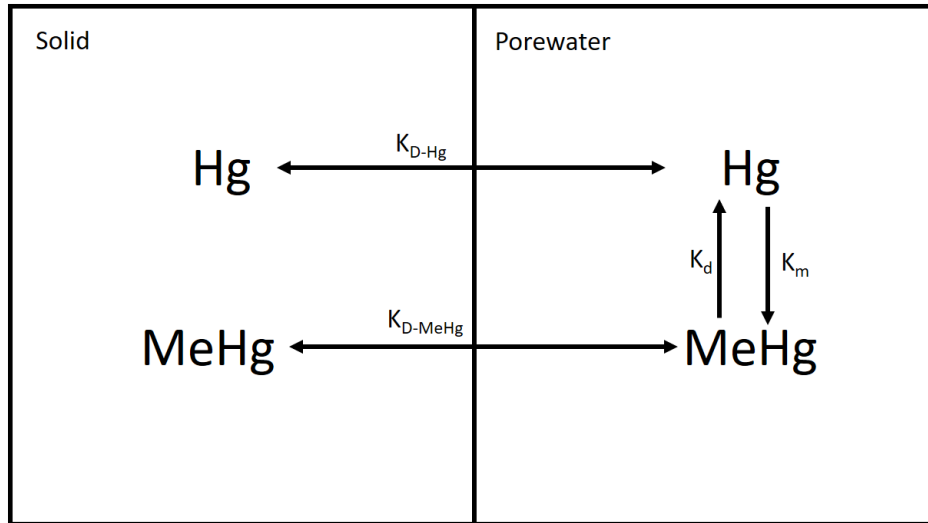 Solid
Porewater
K_D-Hg
Hg
Hg
K_d
K_m
K_D-MeHg
MeHg
MeHg